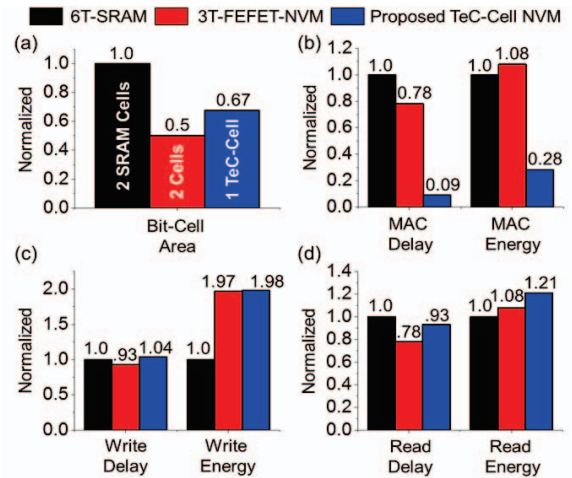 6T-SRAM 3T-FEFET-NVM Proposed TeC-Cell NVM
(a)
Normalized
1.2
1.0
0.8
0.6
0.4
0.2
0.0
1.0
0.5
0.67
2 SRAM Cells
2 Cells
1 TeC-Cell
Bit-Cell
Area
(b)
Normalized
1.2
1.0
0.8
0.6
0.4
0.2
0.0
1.0
0.78
0.09
1.0
1.08
0.28
MAC
Delay
MAC
Energy
(c)
Normalized
2.0
1.5
1.0
0.5
0.0
1.0
.93
1.04
1.0
1.97
1.98
Write
Delay
Write
Energy
(d)
Normalized
1.4
1.2
1.0
0.8
0.6
0.4
0.2
0.0
1.0
.78
.93
1.0
1.08
1.21
Read
Delay
Read
Energy